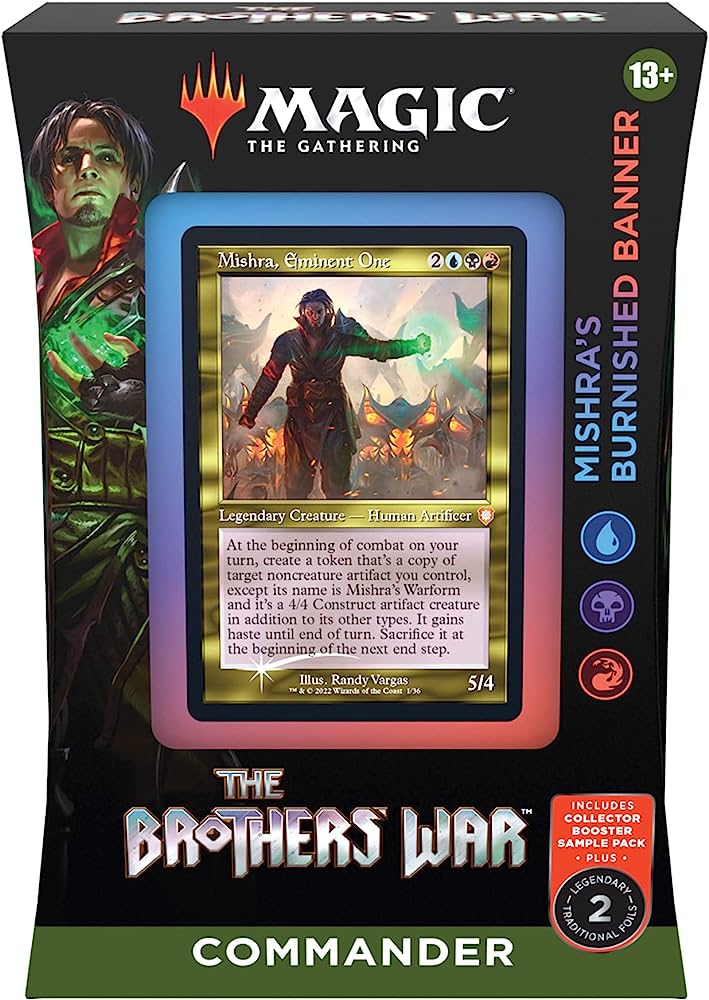 THE BROTHERS' WAR
13+
MAGIC
THE GATHERING
Mishra, Eminent One 2
Legendary Creature — Human Artificer
At the beginning of combat on your
turn, create a token that's a copy of
target noncreature artifact you control,
except its name is Mishra's Warform
and it's a 4/4 Construct artifact creature
in addition to its other types. It gains
haste until end of turn. Sacrifice it at
the beginning of the next end step.
Illus. Randy Vargas
™ & © 2022 Wizards of the Coast 1/36
5/4
MISHRA'S
BURNISHED BANNER
THE
BROTHERS' WAR™
INCLUDES
COLLECTOR
BOOSTER
SAMPLE PACK
• PLUS •
LEGENDARY
2
TRADITIONAL FOILS
COMMANDER